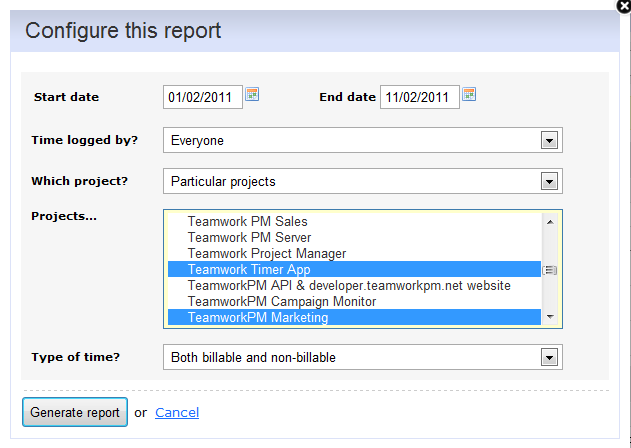 Configure this report
Start date 01/02/2011 End date 11/02/2011
Time logged by? Everyone
Which project? Particular projects
Projects...
Teamwork PM Sales
Teamwork PM Server
Teamwork Project Manager
Teamwork Timer App
TeamworkPM API & developer.teamworkpm.net website
TeamworkPM Campaign Monitor
TeamworkPM Marketing
Type of time? Both billable and non-billable
Generate report or Cancel